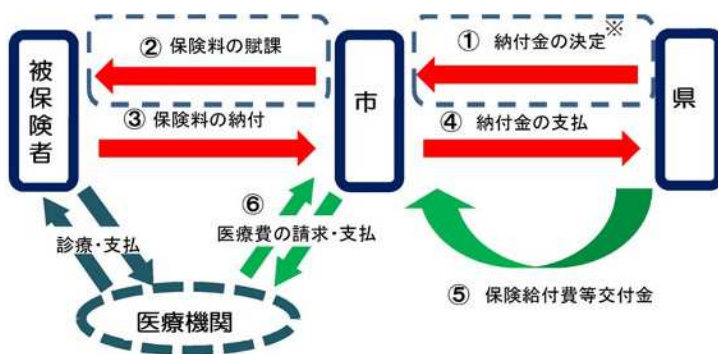 ② 保険料の賦課
① 納付金の決定※
被保険者
市
県
③ 保険料の納付
④ 納付金の支払
⑥
診療・支払
医療費の請求・支払
⑤ 保険給付費等交付金
医療機関